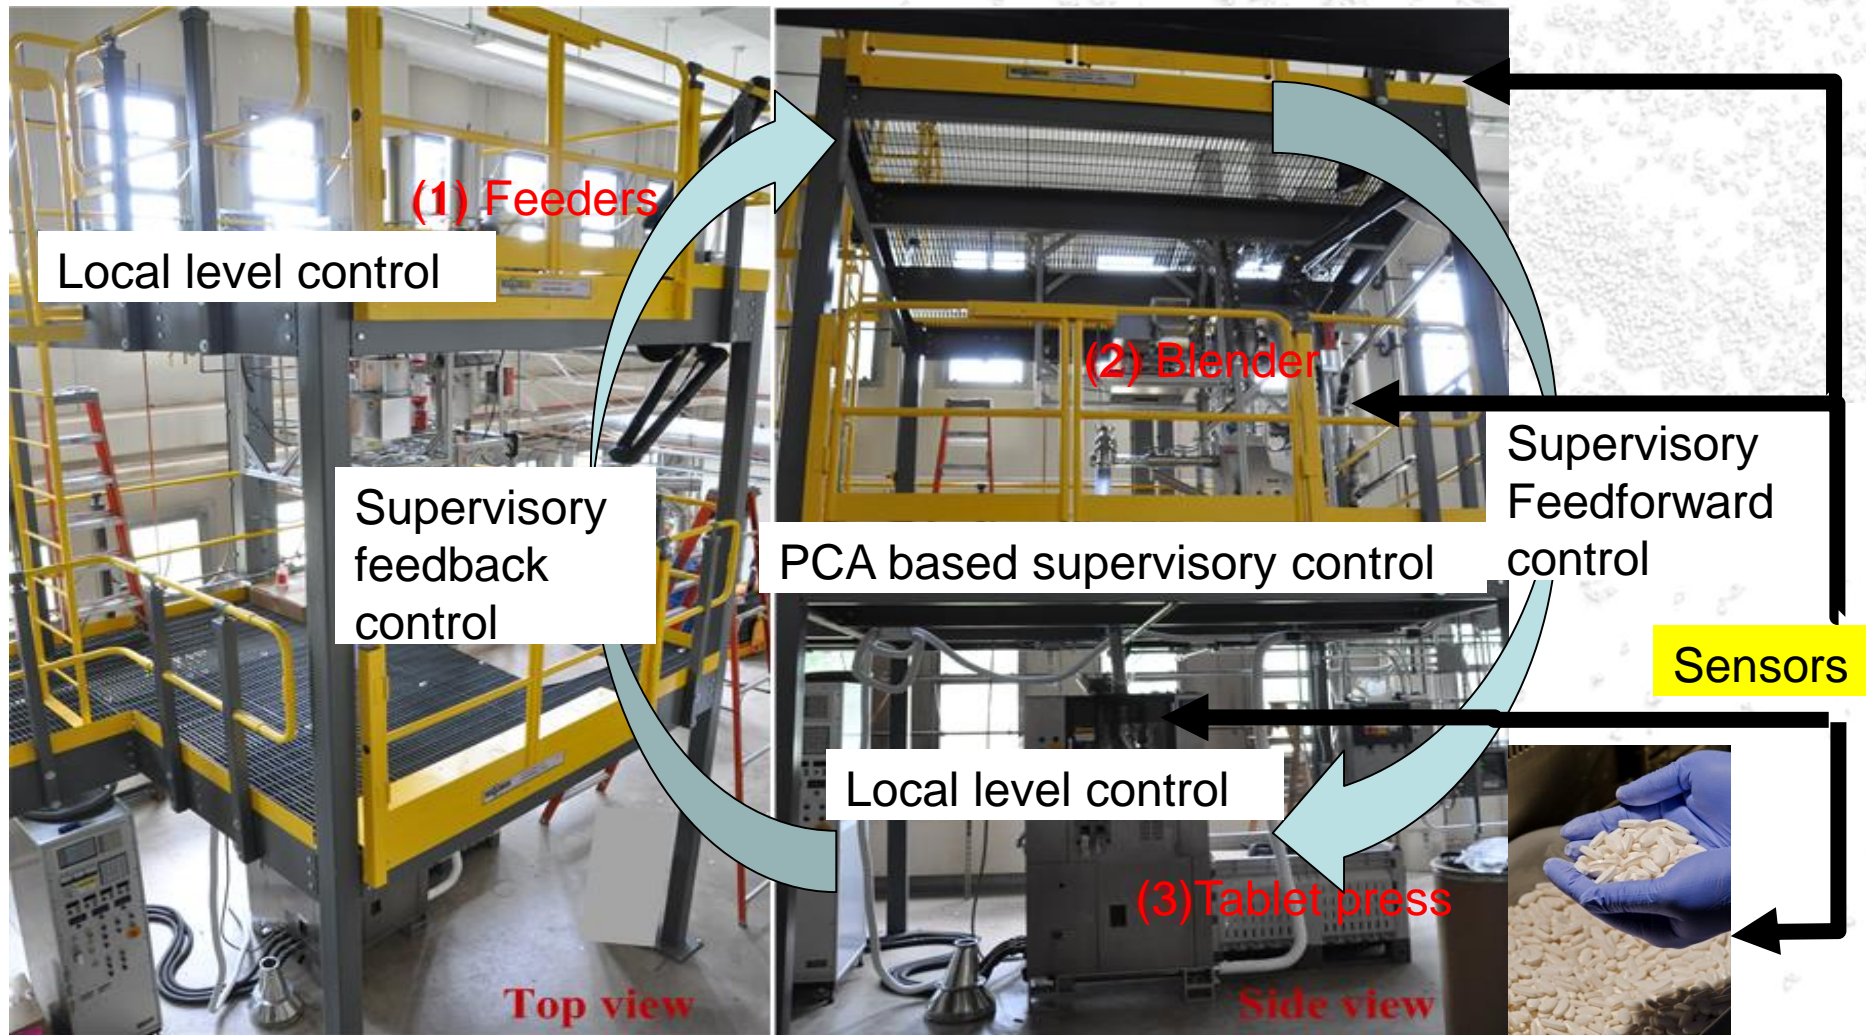 (1) Feeders
Local level control
(2) Blender
Supervisory
feedback
control
Supervisory
Feedforward
control
PCA based supervisory control
Sensors
Local level control
(3)Tablet press
Top view
Side view